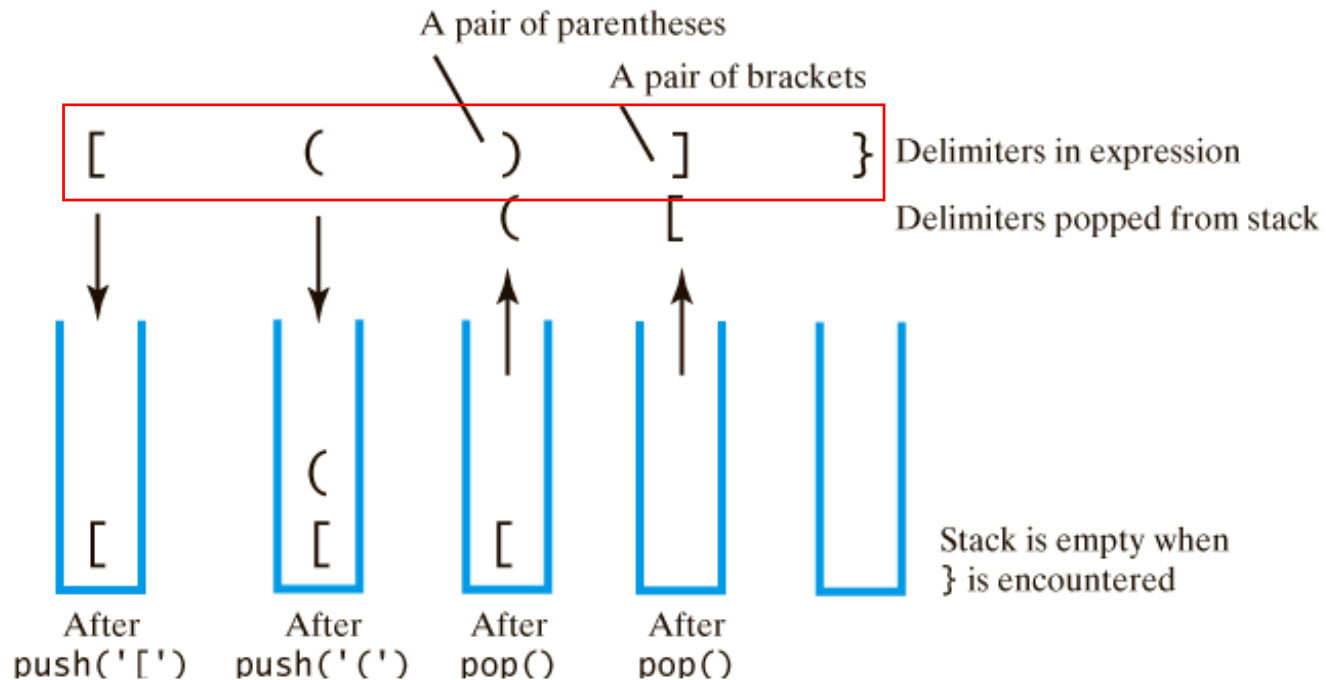 A pair of parentheses
A pair of brackets
[ ( ) ] } Delimiters in expression
( [ Delimiters popped from stack
(
[ [ [ Stack is empty when
} is encountered
After After After After
push('[') push('(') pop() pop()